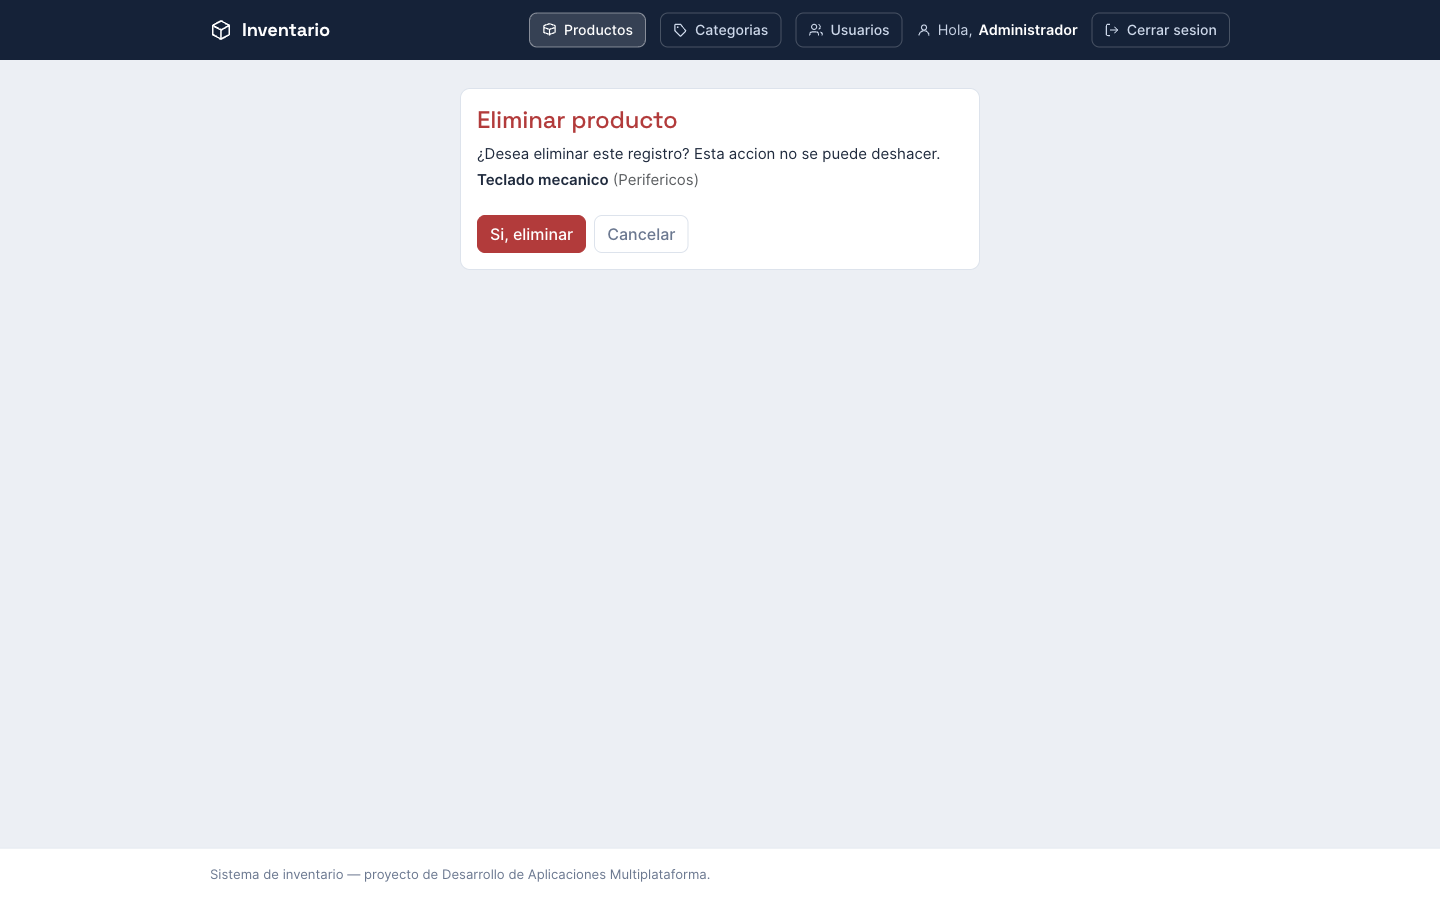 Inventario
Productos
Categorias
Usuarios
Hola, Administrador
Cerrar sesion
Eliminar producto
¿Desea eliminar este registro? Esta accion no se puede deshacer.
Teclado mecanico (Perifericos)
Si, eliminar
Cancelar
Sistema de inventario — proyecto de Desarrollo de Aplicaciones Multiplataforma.